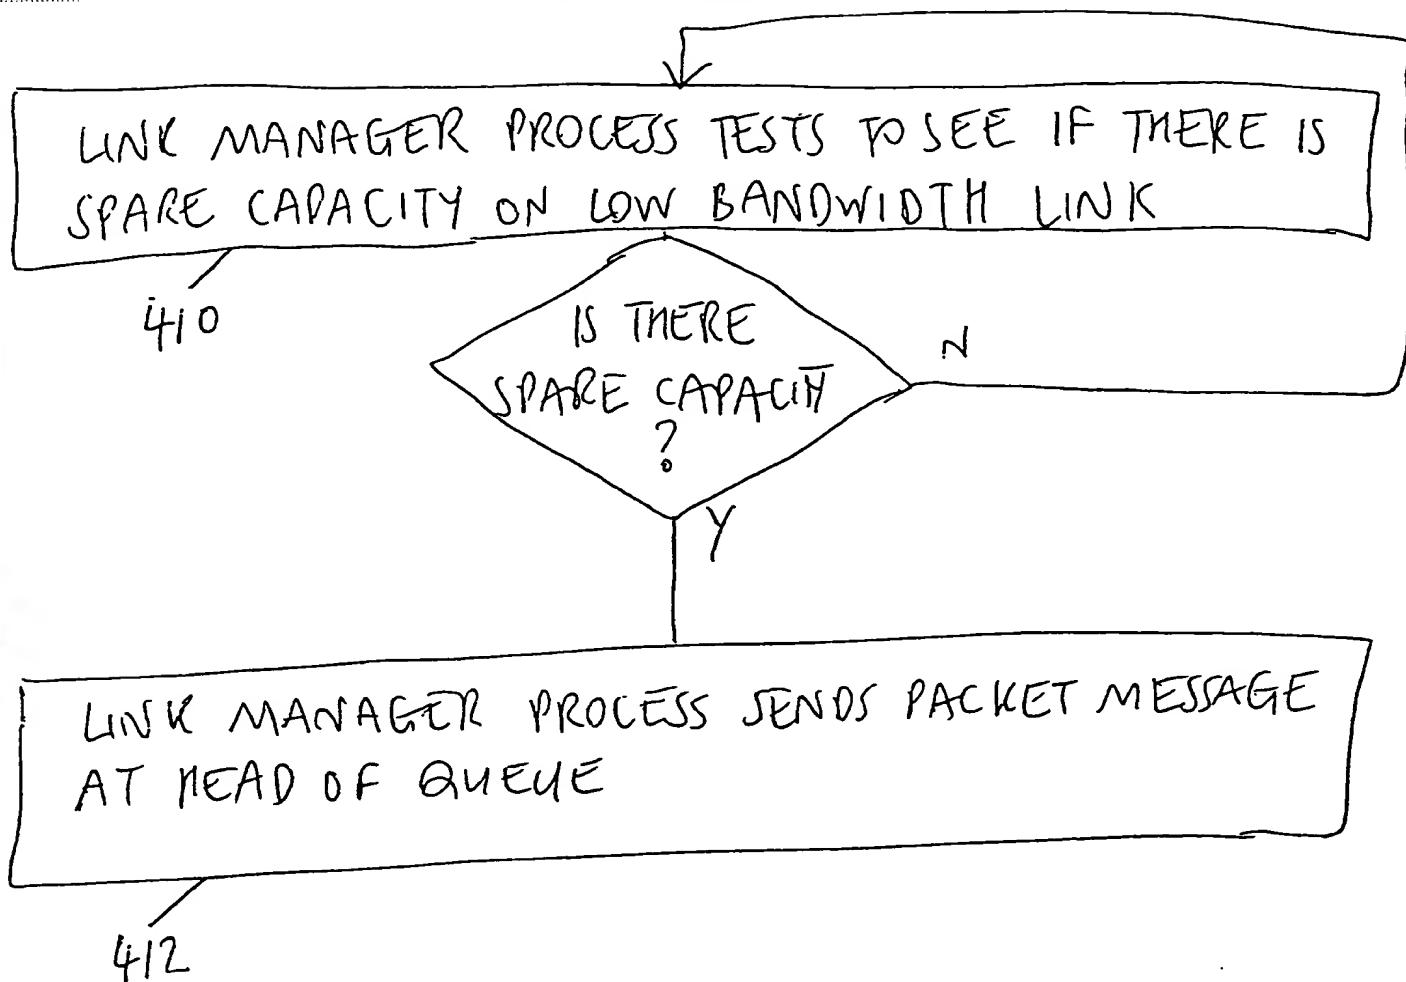 LINK MANAGER PROCESS TESTS TO SEE IF THERE IS
SPARE CAPACITY ON LOW BANDWIDTH LINK
410
IS THERE
SPARE CAPACITY
?
N
Y
LINK MANAGER PROCESS SENDS PACKET MESSAGE
AT HEAD OF QUEUE
412